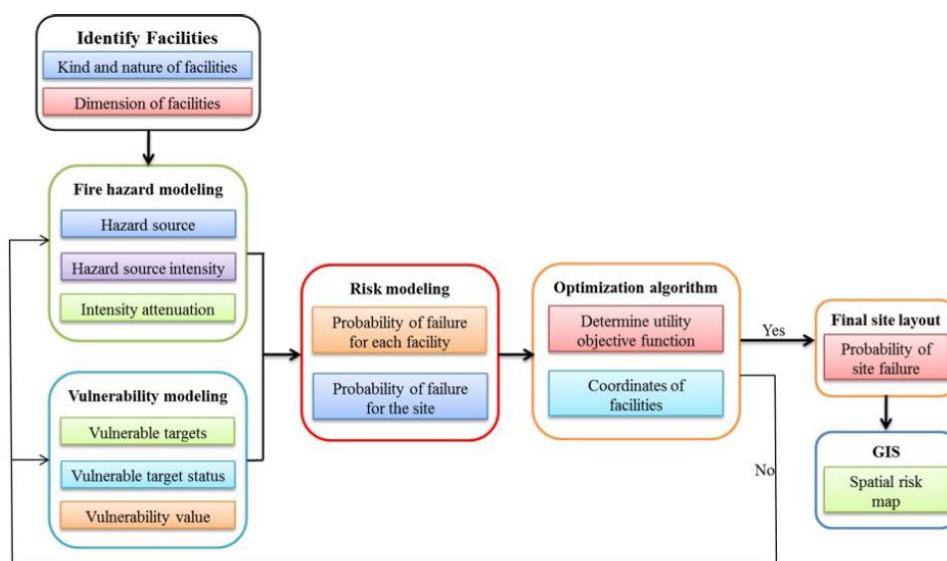 Identify Facilities
Kind and nature of facilities
Dimension of facilities
Fire hazard modeling
Hazard source
Hazard source intensity
Intensity attenuation
Vulnerability modeling
Vulnerable targets
Vulnerable target status
Vulnerability value
Risk modeling
Probability of failure
for each facility
Probability of failure
for the site
Optimization algorithm
Determine utility
objective function
Coordinates of
facilities
Yes
No
Final site layout
Probability of
site failure
GIS
Spatial risk
map